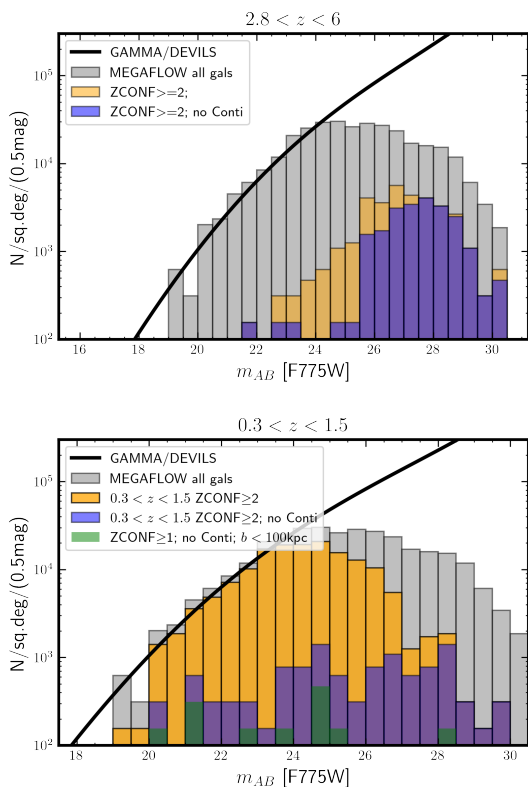 2.8 < z < 6
GAMMA/DEVILS
MEGAFLOW all gals
ZCONF>=2;
ZCONF>=2; no Conti
10^5
10^4
10^3
10^2
N/sq.deg/(0.5mag)
16 18 20 22 24 26 28 30
m_{AB} [F775W]
0.3 < z < 1.5
GAMMA/DEVILS
MEGAFLOW all gals
0.3 < z < 1.5 ZCONF≥2
0.3 < z < 1.5 ZCONF≥2; no Conti
ZCONF≥1; no Conti; b < 100kpc
10^5
10^4
10^3
10^2
N/sq.deg/(0.5mag)
18 20 22 24 26 28 30
m_{AB} [F775W]